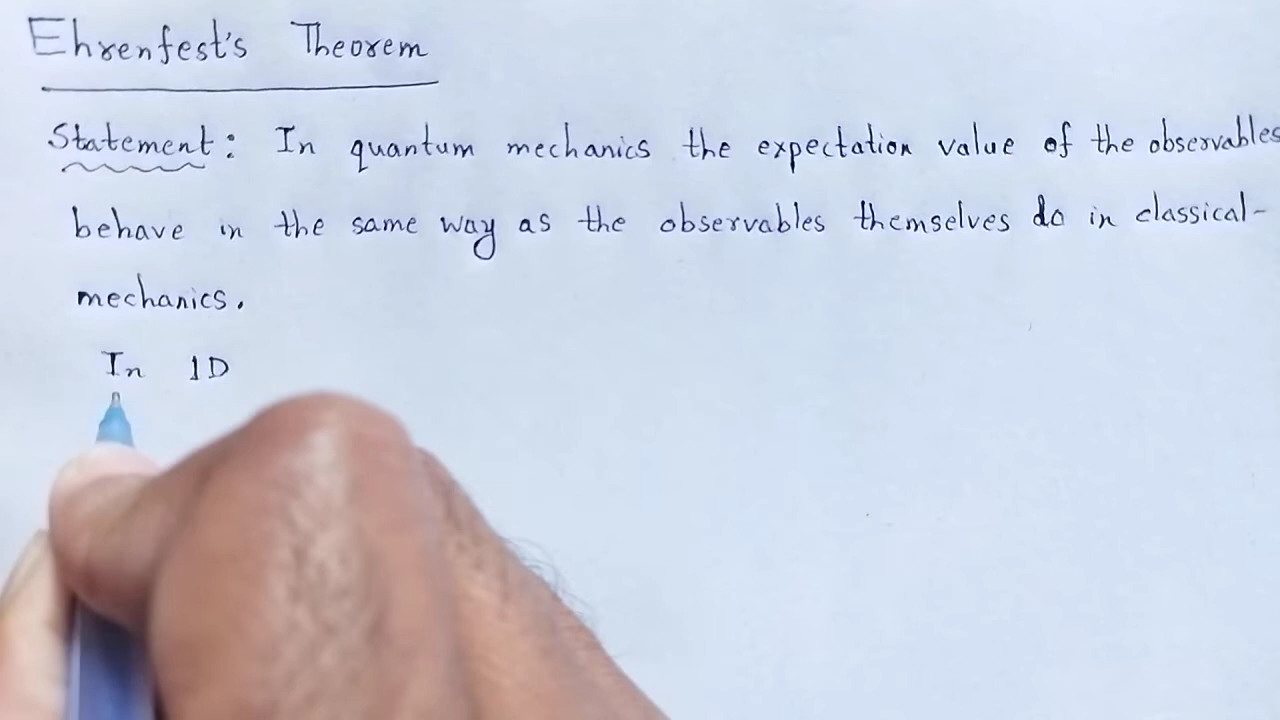 Ehrenfest's Theorem
Statement: In quantum mechanics the expectation value of the observables
behave in the same way as the observables themselves do in classical-
mechanics.
In 1D